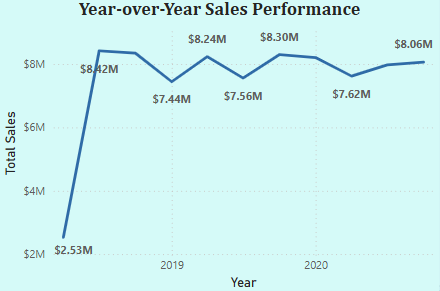 Year-over-Year Sales Performance
$8.24M
$8.30M
$8.06M
$8M
$8.42M
$7.44M
$7.56M
$7.62M
$6M
Total Sales
$4M
$2M
$2.53M
2019
2020
Year